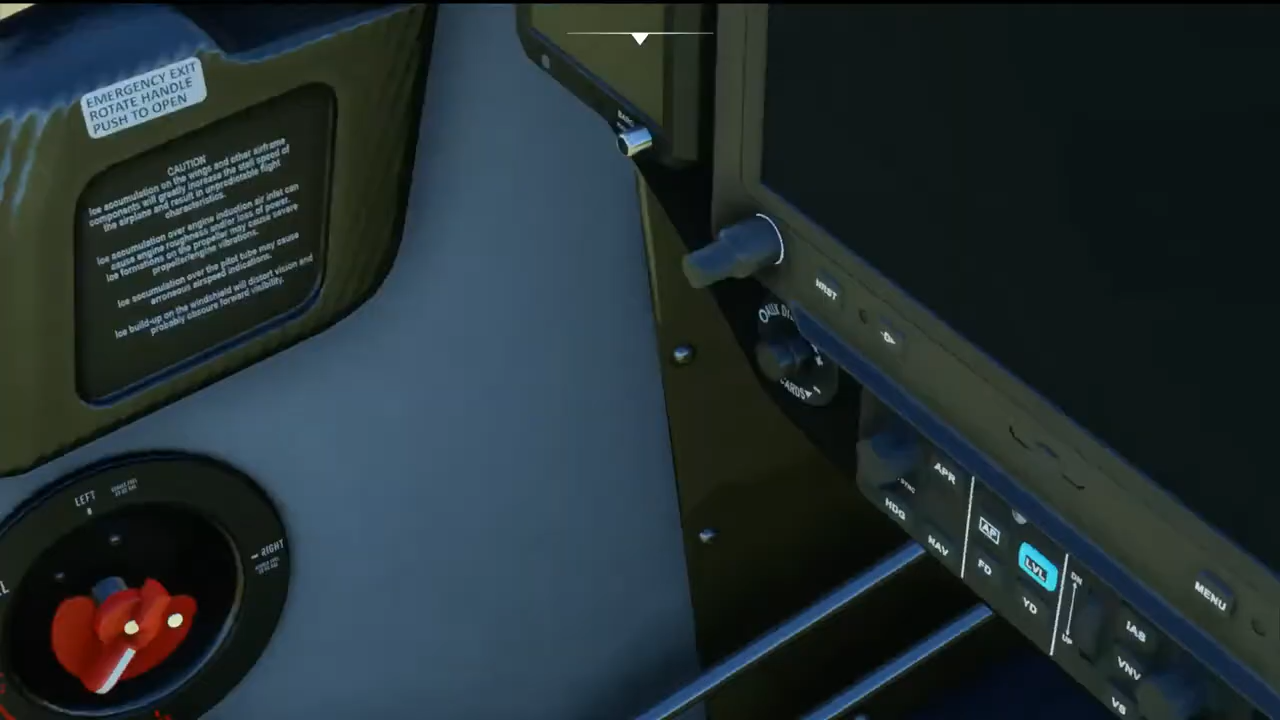 EMERGENCY EXIT
ROTATE HANDLE
PUSH TO OPEN
CAUTION
Ice accumulation on the wings and other airframe
components will greatly increase the stall speed of
the airplane and result in unpredictable flight
characteristics.
Ice accumulation over engine induction air inlet can
cause engine roughness and/or loss of power.
Ice formations on the propeller may cause severe
propeller/engine vibrations.
Ice accumulation over the pitot tube may cause
erroneous airspeed indications.
Ice build-up on the windshield will distort vision and
probably obscure forward visibility.
LEFT
RIGHT
NRST
D
AUX
SYNC
APR
HDG
NAV
AP
LVL
FD
YD
DN
UP
IAS
VNV
VS
MENU